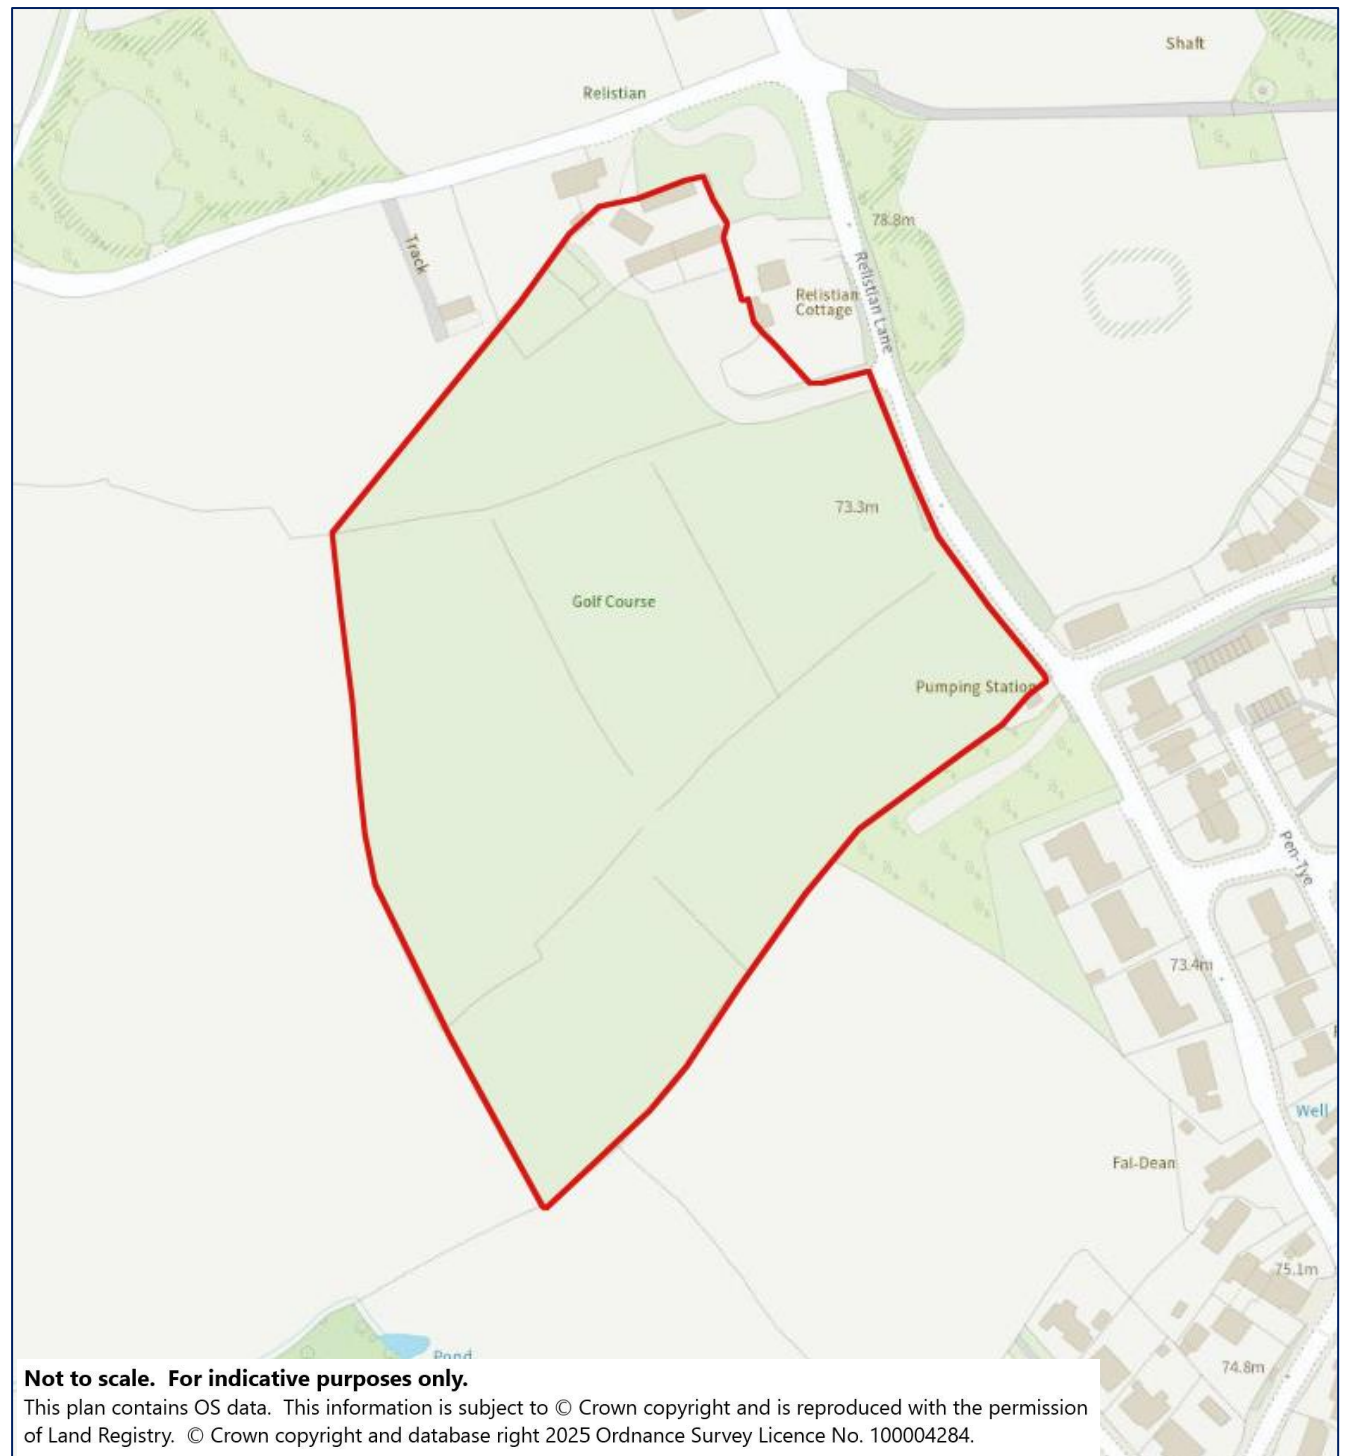 Shaft
Relistian
78.8m
Track
Relistian Lane
Relistian
Cottage
73.3m
Golf Course
Pumping Station
Pen-Tye
73.4m
Well
Fal-Dean
75.1m
Pond
74.8m
Not to scale. For indicative purposes only.
This plan contains OS data. This information is subject to © Crown copyright and is reproduced with the permission
of Land Registry. © Crown copyright and database right 2025 Ordnance Survey Licence No. 100004284.